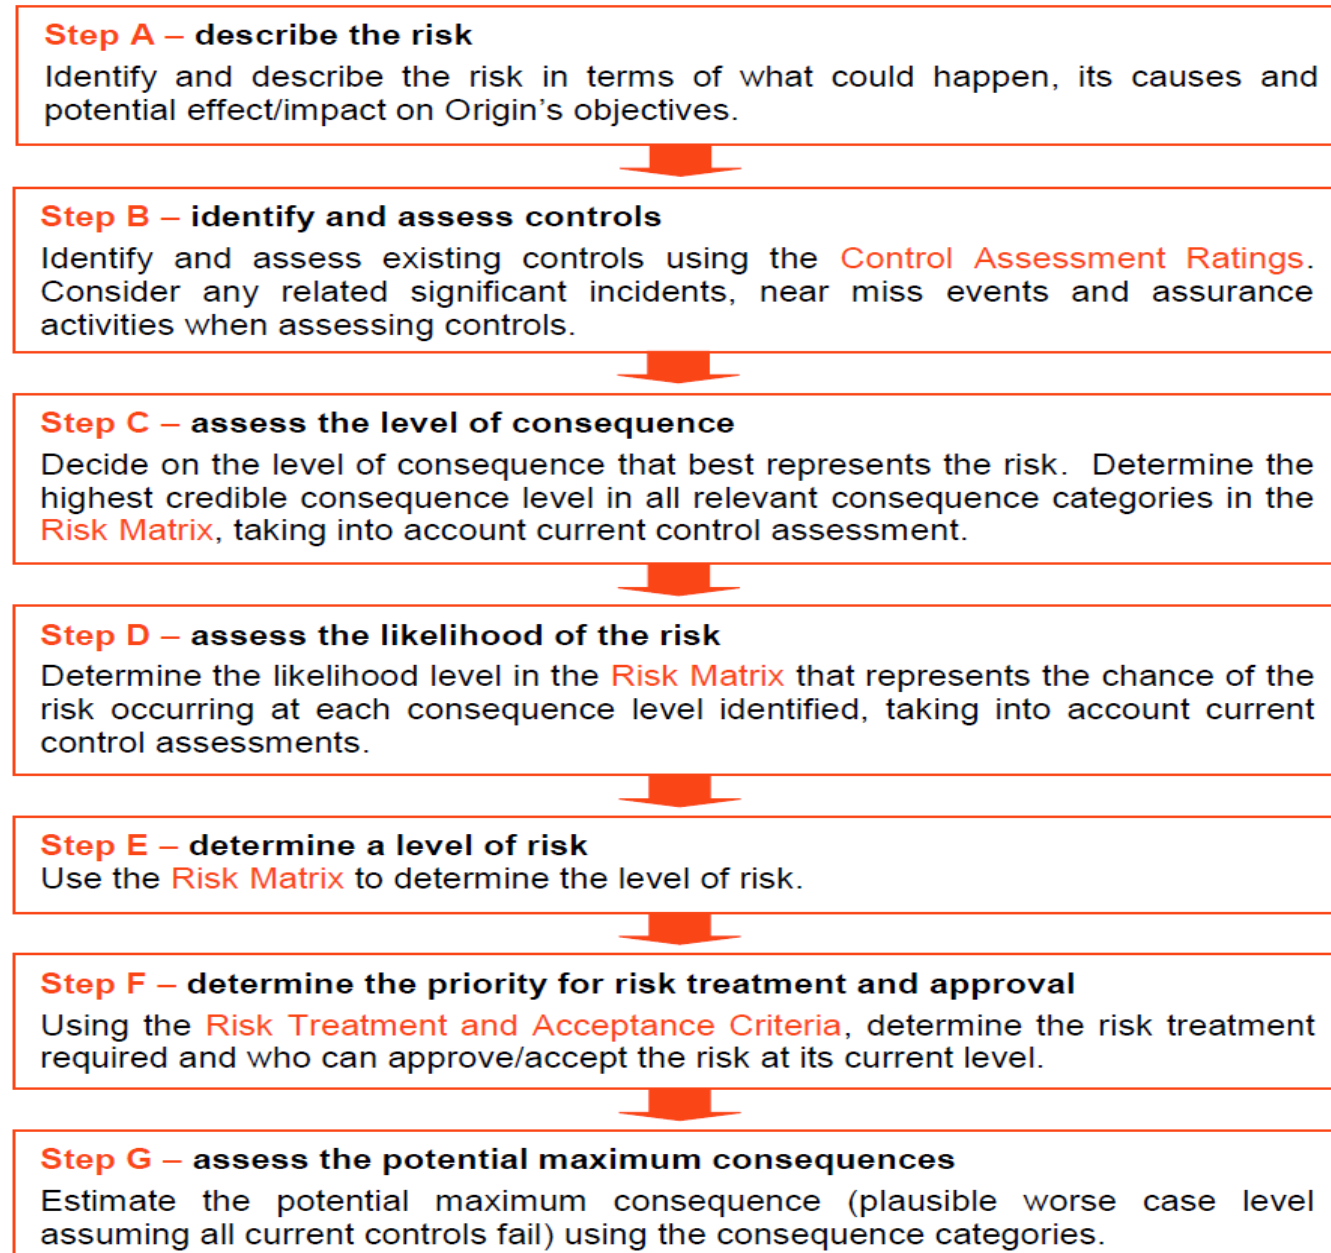 Step A – describe the risk
Identify and describe the risk in terms of what could happen, its causes and
potential effect/impact on Origin's objectives.
Step B – identify and assess controls
Identify and assess existing controls using the Control Assessment Ratings.
Consider any related significant incidents, near miss events and assurance
activities when assessing controls.
Step C – assess the level of consequence
Decide on the level of consequence that best represents the risk. Determine the
highest credible consequence level in all relevant consequence categories in the
Risk Matrix, taking into account current control assessment.
Step D – assess the likelihood of the risk
Determine the likelihood level in the Risk Matrix that represents the chance of the
risk occurring at each consequence level identified, taking into account current
control assessments.
Step E – determine a level of risk
Use the Risk Matrix to determine the level of risk.
Step F – determine the priority for risk treatment and approval
Using the Risk Treatment and Acceptance Criteria, determine the risk treatment
required and who can approve/accept the risk at its current level.
Step G – assess the potential maximum consequences
Estimate the potential maximum consequence (plausible worse case level
assuming all current controls fail) using the consequence categories.